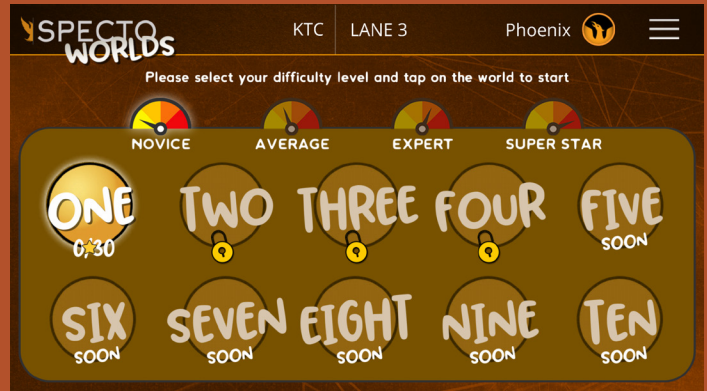 SPECTO WORLDS
KTC LANE 3
Phoenix
Please select your difficulty level and tap on the world to start
NOVICE AVERAGE EXPERT SUPER STAR
ONE TWO THREE FOUR FIVE
0/30 SOON
SIX SEVEN EIGHT NINE TEN
SOON SOON SOON SOON SOON